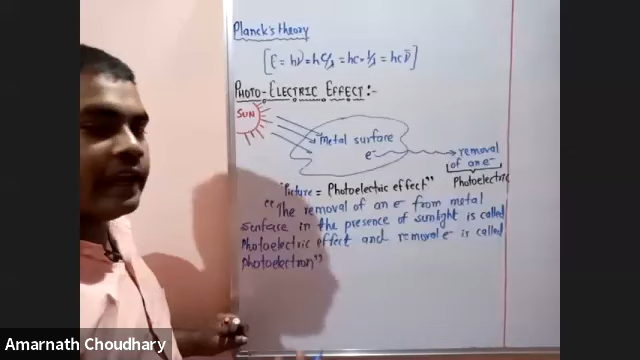 Planck's theory
[E = hν = hc/λ = hc × 1/λ = hc ν̄]
PHOTO-ELECTRIC EFFECT:-
SUN
Metal surface
e⁻
removal
of an e⁻
Photoelectric
"Picture = Photoelectric effect"
"The removal of an e⁻ from metal
surface in the presence of sunlight is called
photoelectric effect and removal e⁻ is called
photoelectron"
Amarnath Choudhary